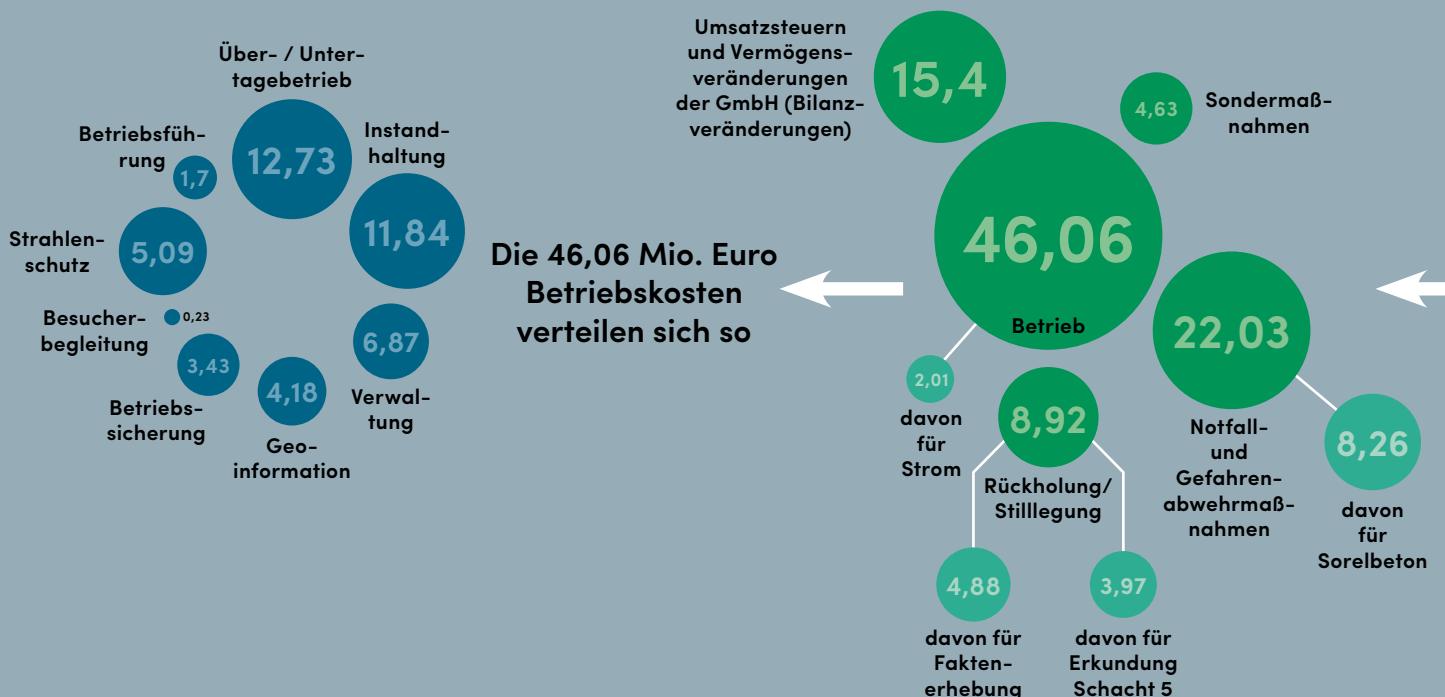 Über- / Unter-
tagebetrieb
12,73
Instand-
haltung
11,84
Betriebsfüh-
rung
1,7
Strahlen-
schutz
5,09
Besucher-
begleitung
0,23
Betriebs-
sicherung
3,43
Geo-
information
4,18
Verwal-
tung
6,87
Die 46,06 Mio. Euro
Betriebskosten
verteilen sich so
Umsatzsteuern
und Vermögens-
veränderungen
der GmbH (Bilanz-
veränderungen)
15,4
4,63
Sondermaß-
nahmen
46,06
Betrieb
2,01
davon
für
Strom
8,92
Rückholung/
Stilllegung
4,88
davon für
Fakten-
erhebung
3,97
davon für
Erkundung
Schacht 5
22,03
Notfall-
und
Gefahren-
abwehrmaß-
nahmen
8,26
davon
für
Sorelbeton